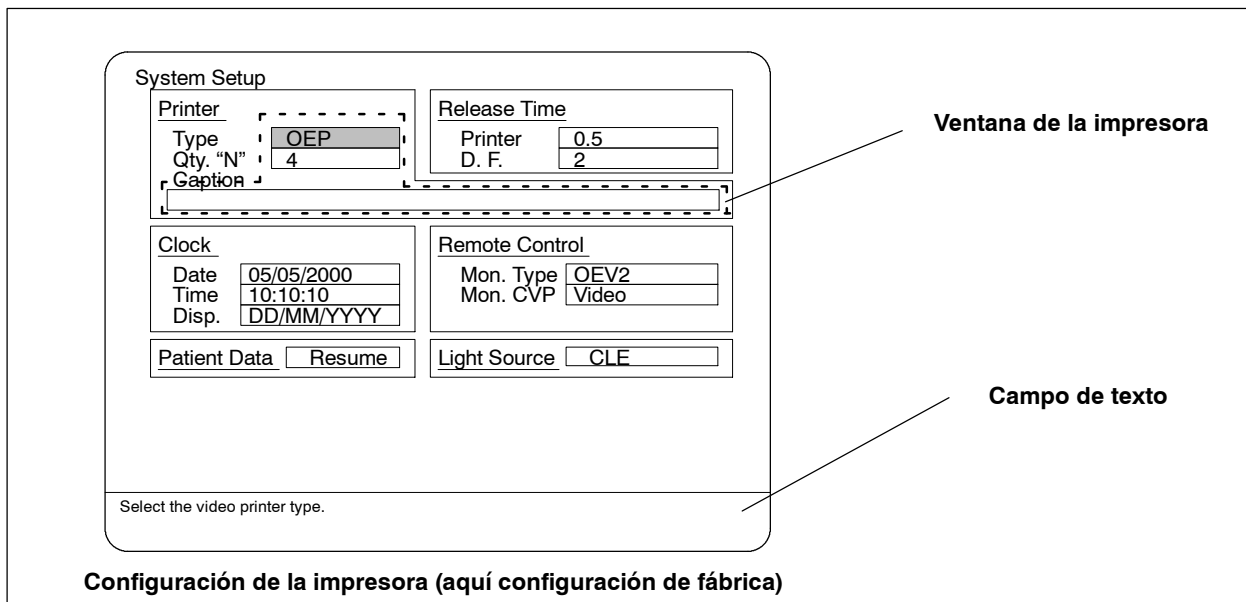 System Setup
Printer
Type OEP
Qty. “N” 4
Caption
Release Time
Printer 0.5
D. F. 2
Clock
Date 05/05/2000
Time 10:10:10
Disp. DD/MM/YYYY
Remote Control
Mon. Type OEV2
Mon. CVP Video
Patient Data Resume
Light Source CLE
Select the video printer type.
Ventana de la impresora
Campo de texto
Configuración de la impresora (aquí configuración de fábrica)